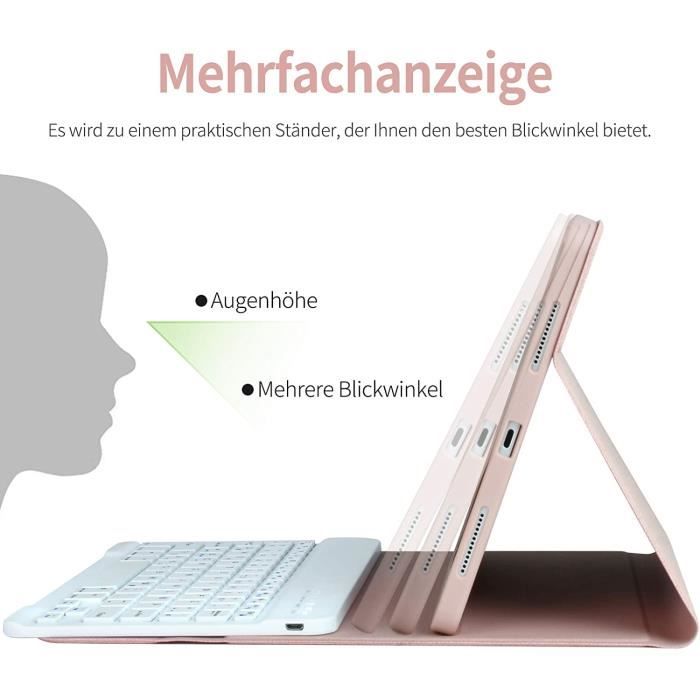 Mehrfachanzeige
Es wird zu einem praktischen Ständer, der Ihnen den besten Blickwinkel bietet.
Augenhöhe
Mehrere Blickwinkel